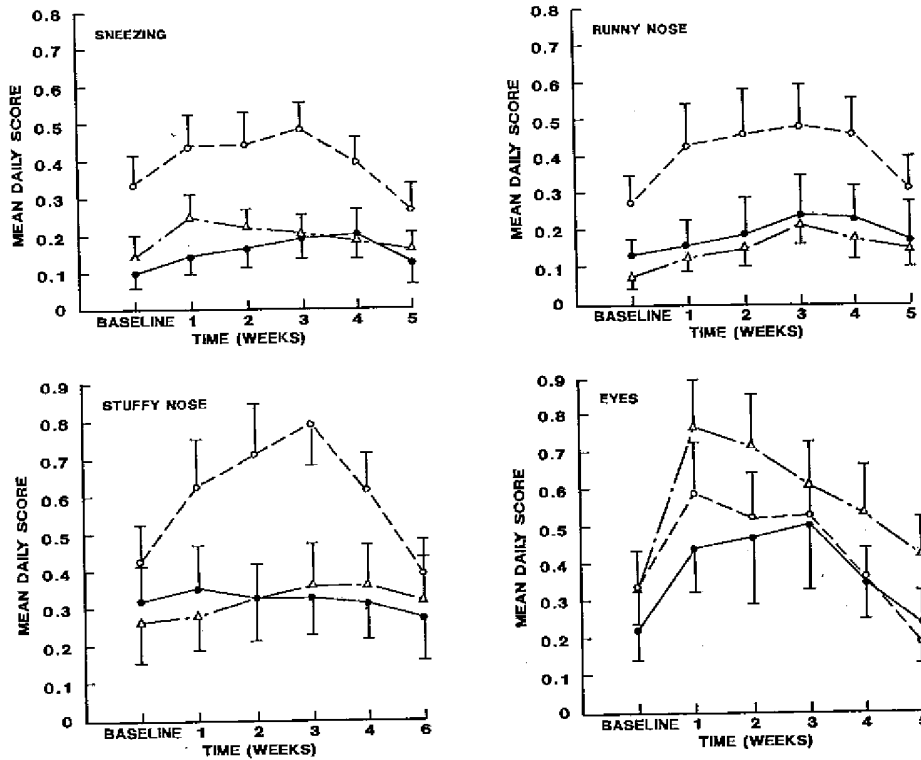 SNEEZING
MEAN DAILY SCORE
0.8
0.7
0.6
0.5
0.4
0.3
0.2
0.1
0
BASELINE 1 2 3 4 5
TIME (WEEKS)
RUNNY NOSE
MEAN DAILY SCORE
0.8
0.7
0.6
0.5
0.4
0.3
0.2
0.1
0
BASELINE 1 2 3 4 5
TIME (WEEKS)
STUFFY NOSE
MEAN DAILY SCORE
0.9
0.8
0.7
0.6
0.5
0.4
0.3
0.2
0.1
0
BASELINE 1 2 3 4 6
TIME (WEEKS)
EYES
MEAN DAILY SCORE
0.9
0.8
0.7
0.6
0.5
0.4
0.3
0.2
0.1
0
BASELINE 1 2 3 4 5
TIME (WEEKS)